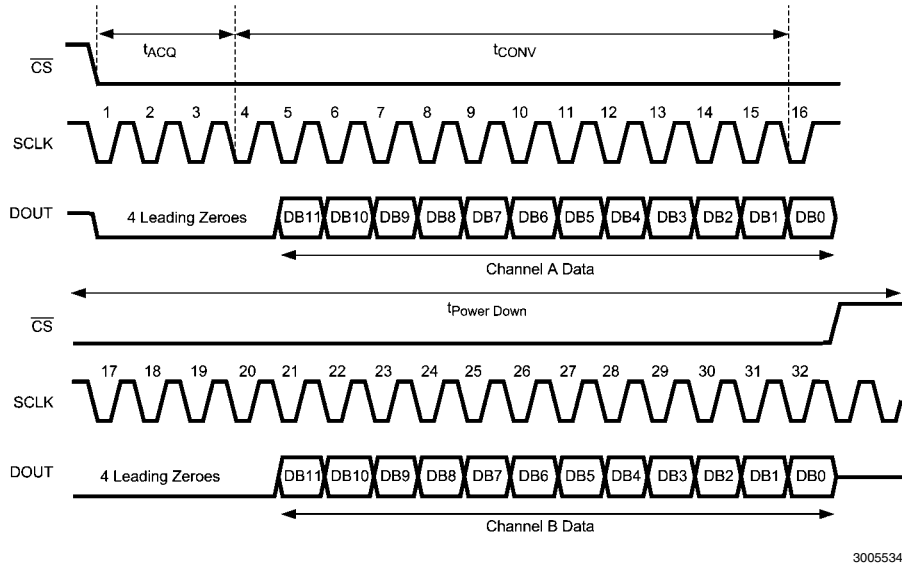 tACQ
tCONV
CS
1 2 3 4 5 6 7 8 9 10 11 12 13 14 15 16
SCLK
DOUT
4 Leading Zeroes DB11 DB10 DB9 DB8 DB7 DB6 DB5 DB4 DB3 DB2 DB1 DB0
Channel A Data
tPower Down
CS
17 18 19 20 21 22 23 24 25 26 27 28 29 30 31 32
SCLK
DOUT
4 Leading Zeroes DB11 DB10 DB9 DB8 DB7 DB6 DB5 DB4 DB3 DB2 DB1 DB0
Channel B Data
3005534